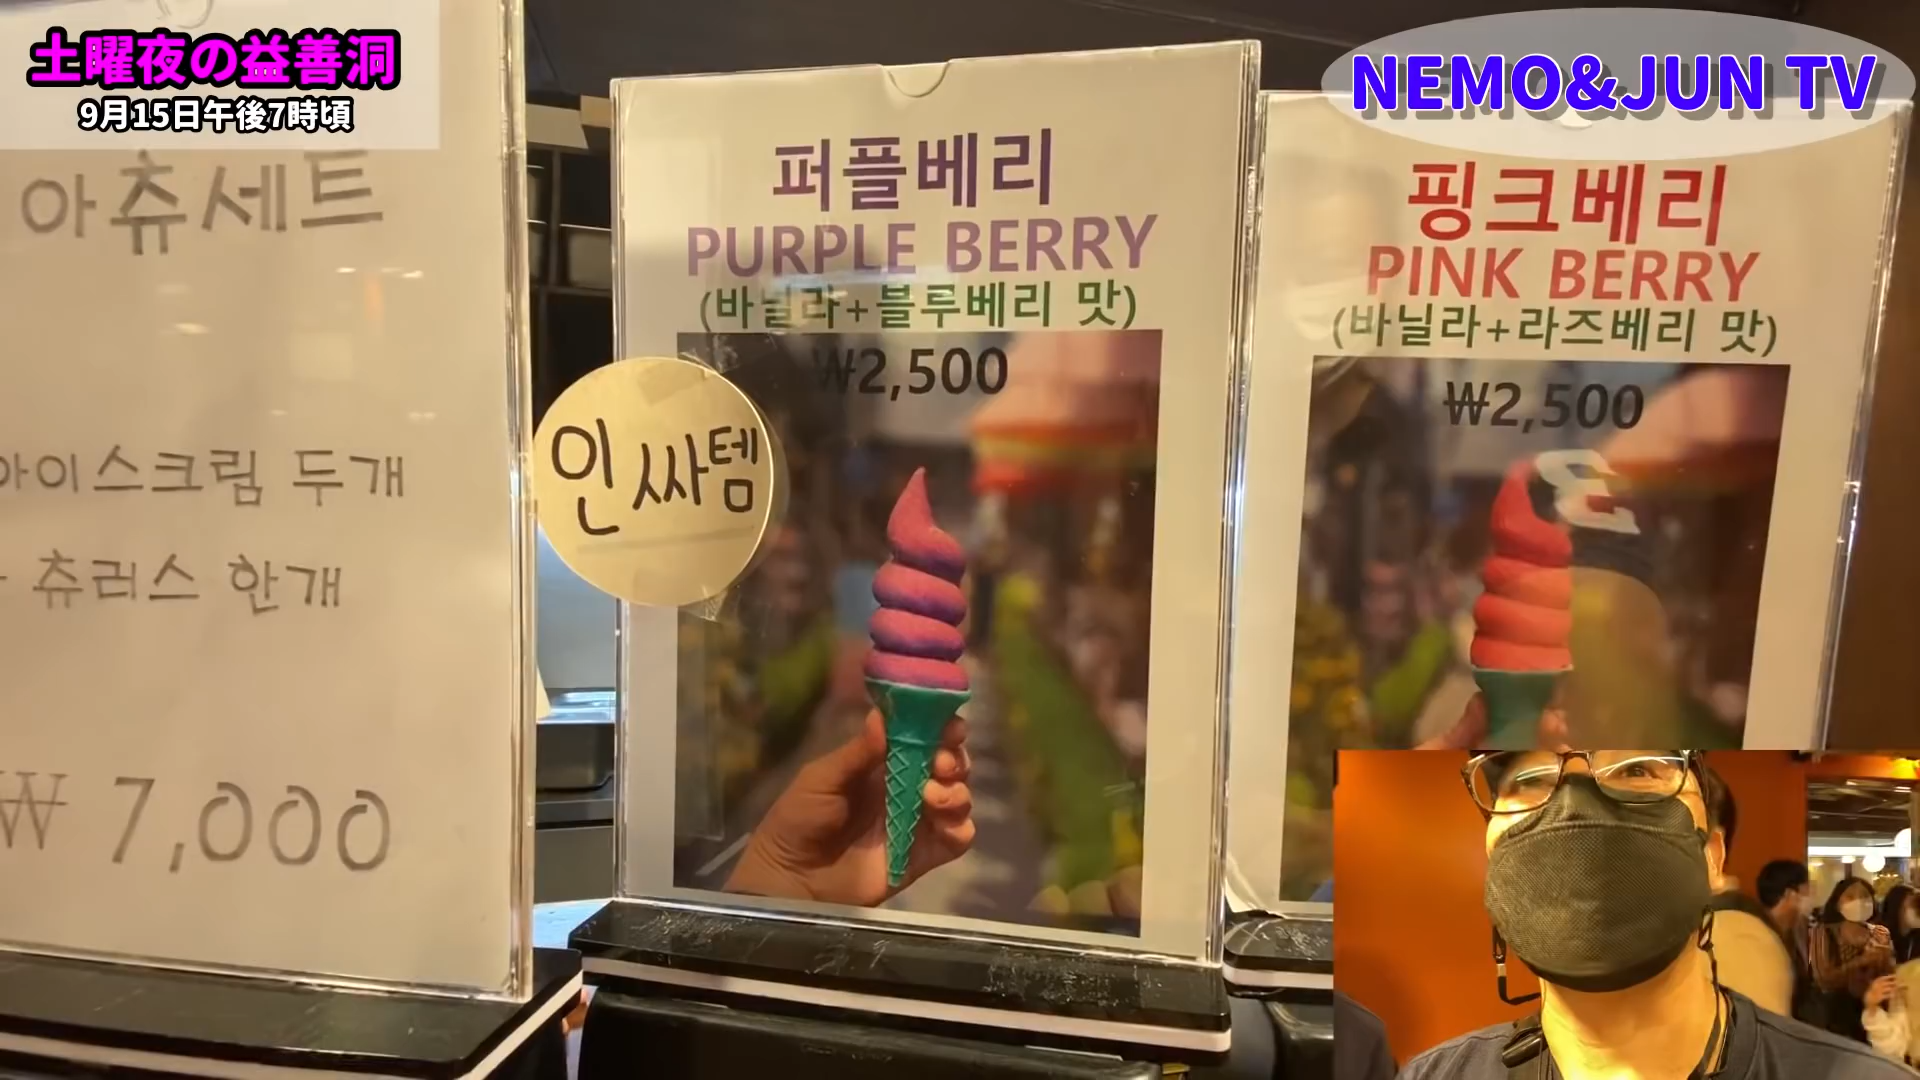 土曜夜の益善洞
9月15日午後7時頃
NEMO&JUN TV
아츄세트
아이스크림 두개
츄러스 한개
₩ 7,000
인싸템
퍼플베리
PURPLE BERRY
(바닐라+블루베리 맛)
₩2,500
핑크베리
PINK BERRY
(바닐라+라즈베리 맛)
₩2,500